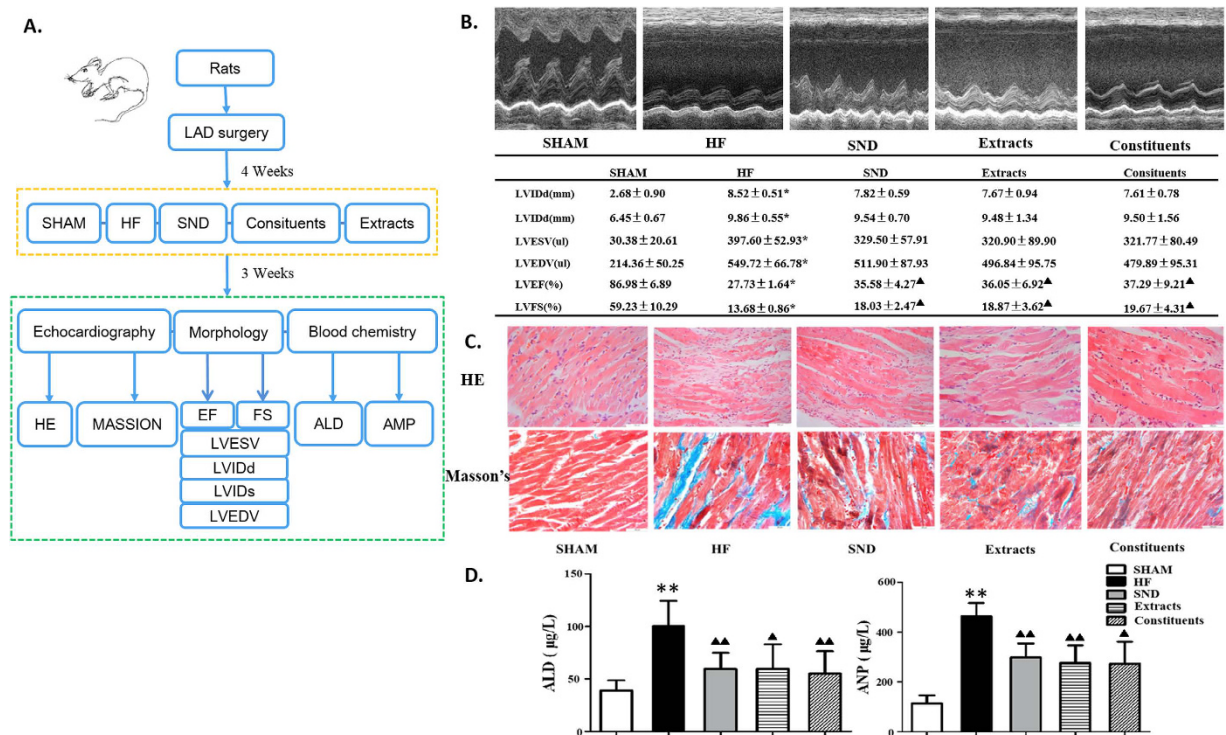 A.
Rats
LAD surgery
4 Weeks
SHAM HF SND Consituents Extracts
3 Weeks
Echocardiography Morphology Blood chemistry
HE MASSION EF FS ALD AMP
LVESV
LVIDd
LVIDs
LVEDV
B.
SHAM HF SND Extracts Constituents
SHAM HF SND Extracts Consituents
LVIDd(mm) 2.68±0.90 8.52±0.51* 7.82±0.59 7.67±0.94 7.61±0.78
LVIDd(mm) 6.45±0.67 9.86±0.55* 9.54±0.70 9.48±1.34 9.50±1.56
LVESV(ul) 30.38±20.61 397.60±52.93* 329.50±57.91 320.90±89.90 321.77±80.49
LVEDV(ul) 214.36±50.25 549.72±66.78* 511.90±87.93 496.84±95.75 479.89±95.31
LVEF(%) 86.98±6.89 27.73±1.64* 35.58±4.27▲ 36.05±6.92▲ 37.29±9.21▲
LVFS(%) 59.23±10.29 13.68±0.86* 18.03±2.47▲ 18.87±3.62▲ 19.67±4.31▲
C.
HE
Masson's
SHAM HF SND Extracts Constituents
D.
ALD ( μg/L)
150
100
50
0
** ▲▲ ▲ ▲▲
ANP ( μg/L)
600
400
200
0
** ▲▲ ▲▲ ▲
SHAM
HF
SND
Extracts
Constituents